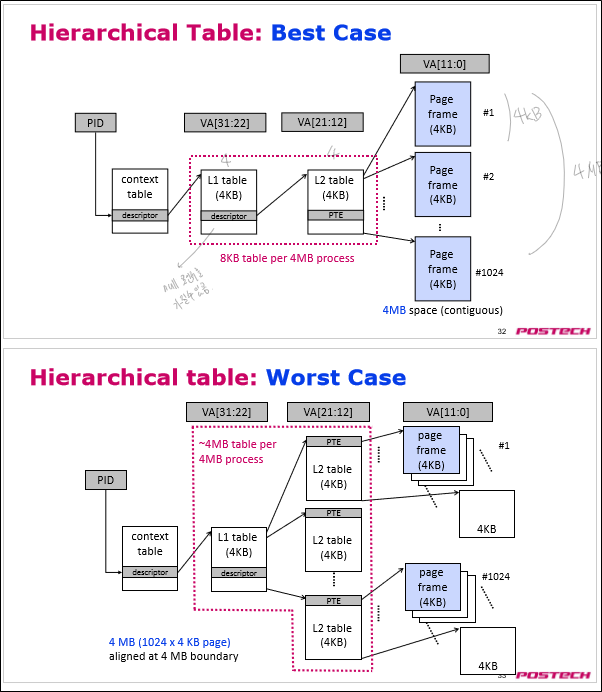 Hierarchical Table: Best Case
VA[11:0]
PID
VA[31:22]
VA[21:12]
context
table
descriptor
L1 table
(4KB)
descriptor
L2 table
(4KB)
PTE
Page
frame
(4KB)
#1
4kB
Page
frame
(4KB)
#2
4MB
Page
frame
(4KB)
#1024
8KB table per 4MB process
4MB space (contiguous)
32 POSTECH
Hierarchical table: Worst Case
VA[31:22]
VA[21:12]
VA[11:0]
~4MB table per
4MB process
PID
context
table
descriptor
L1 table
(4KB)
descriptor
PTE
L2 table
(4KB)
PTE
L2 table
(4KB)
PTE
L2 table
(4KB)
page
frame
(4KB)
#1
4KB
page
frame
(4KB)
#1024
4KB
4 MB (1024 x 4 KB page)
aligned at 4 MB boundary
33 POSTECH